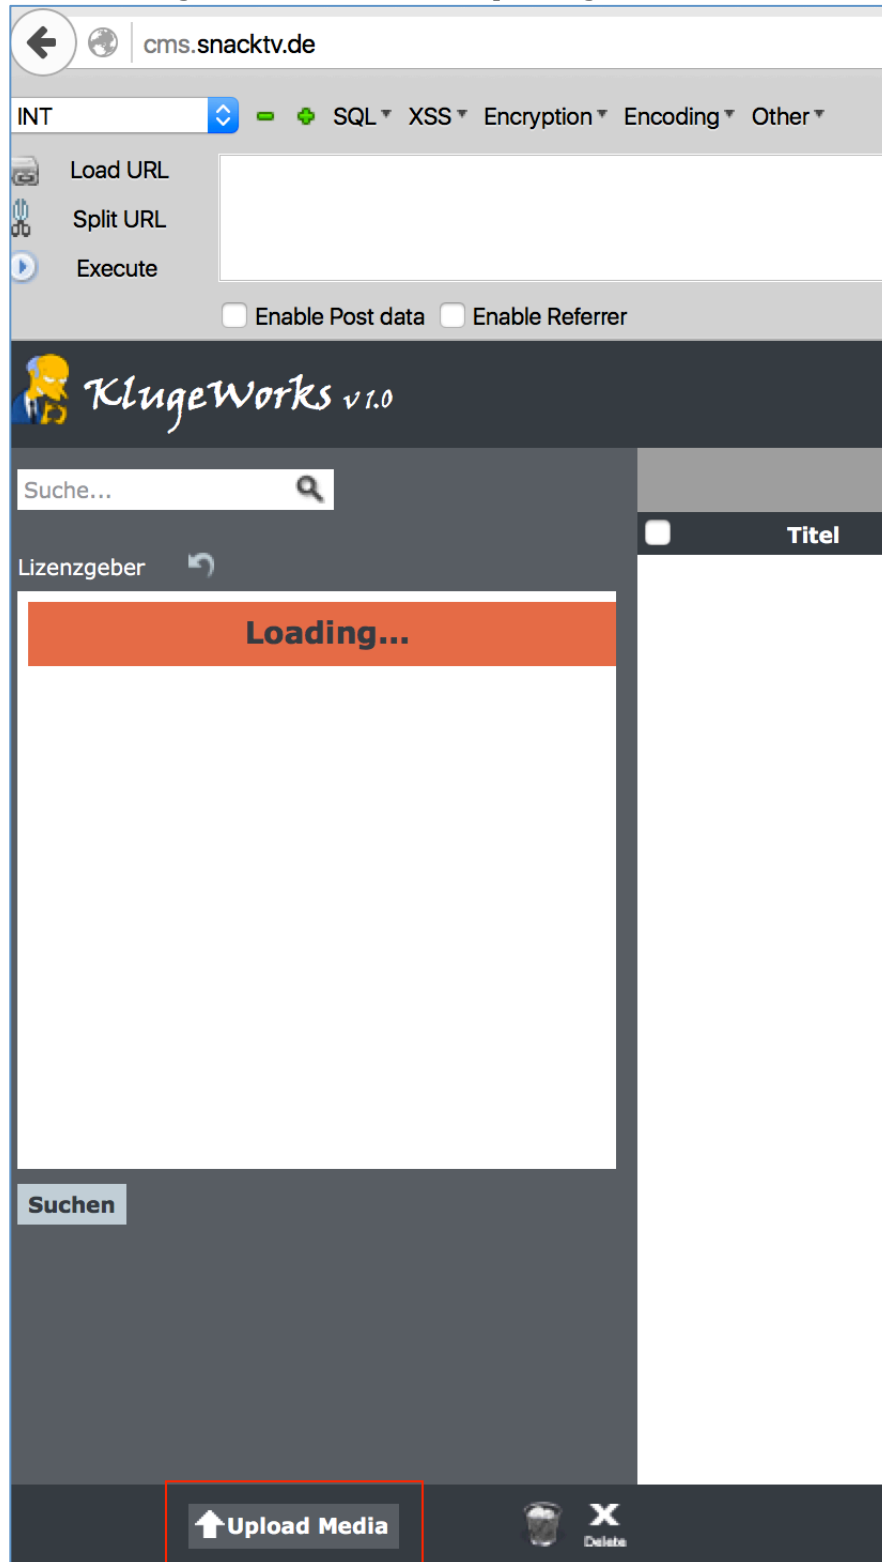 cms.snacktv.de
INT SQL XSS Encryption Encoding Other
Load URL
Split URL
Execute
Enable Post data Enable Referrer
KlugeWorks v 1.0
Suche...
Titel
Lizenzgeber
Loading...
Suchen
Upload Media
Delete